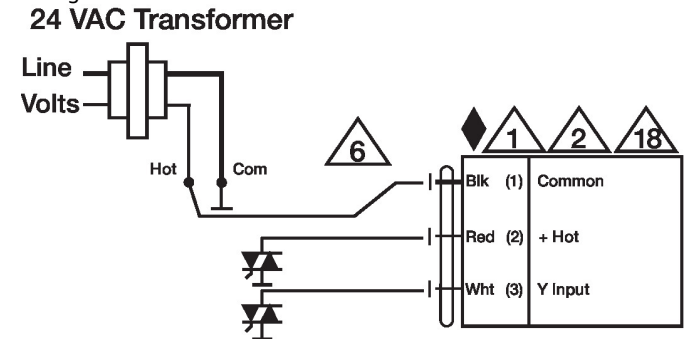 24 VAC Transformer
Line
Volts
Hot
Com
6
1
2
18
Blk (1) Common
Red (2) + Hot
Wht (3) Y Input